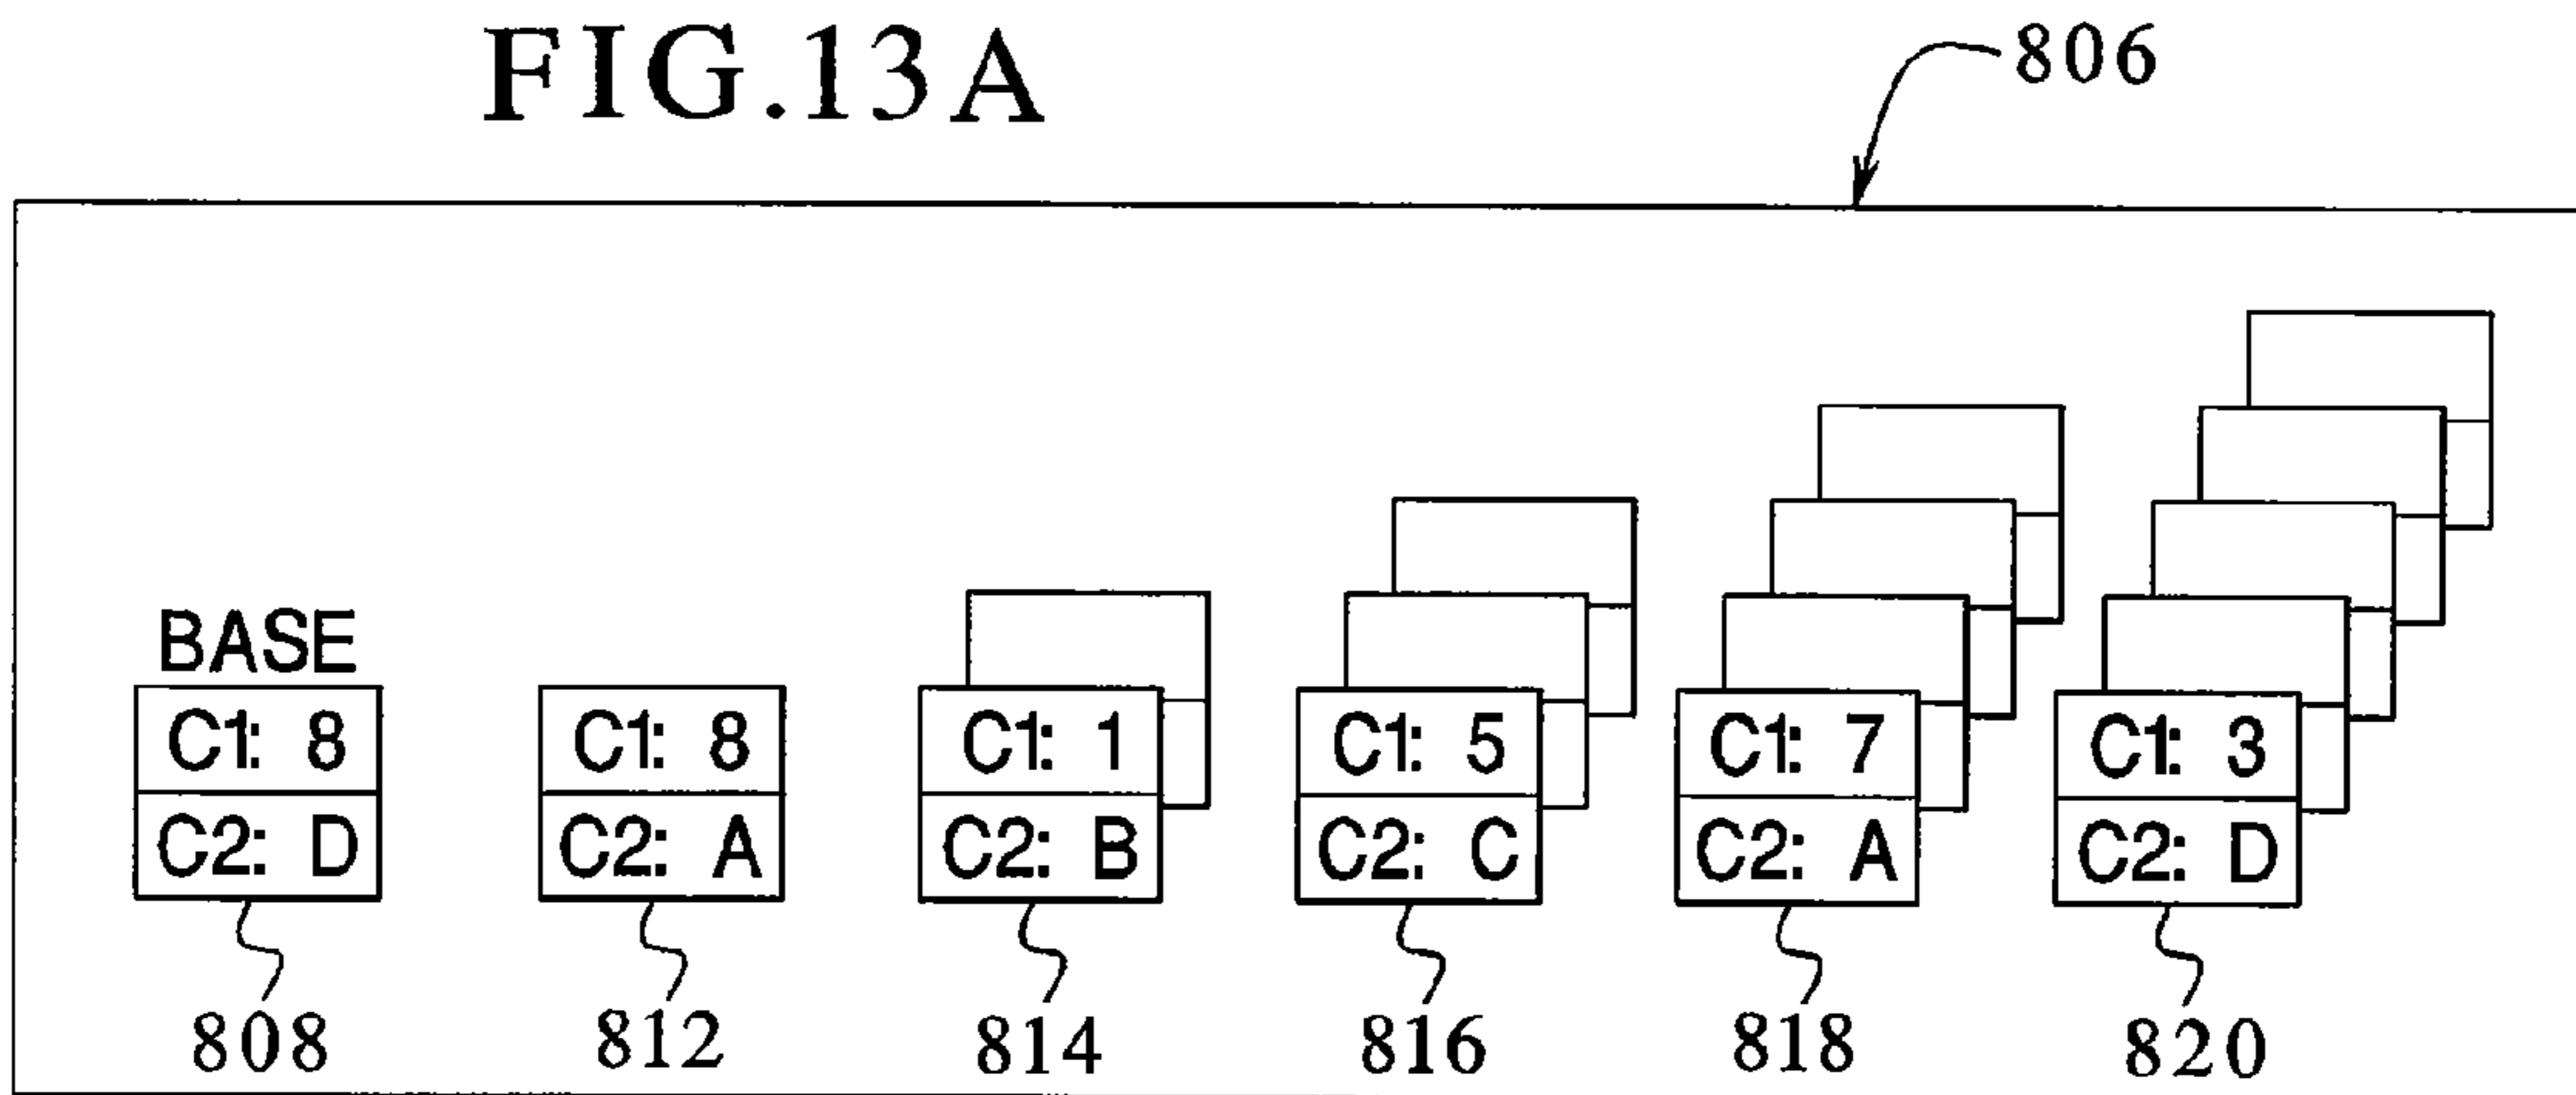 FIG.13A
806
BASE
C1: 8 C1: 8 C1: 1 C1: 5 C1: 7 C1: 3
C2: D C2: A C2: B C2: C C2: A C2: D
808 812 814 816 818 820